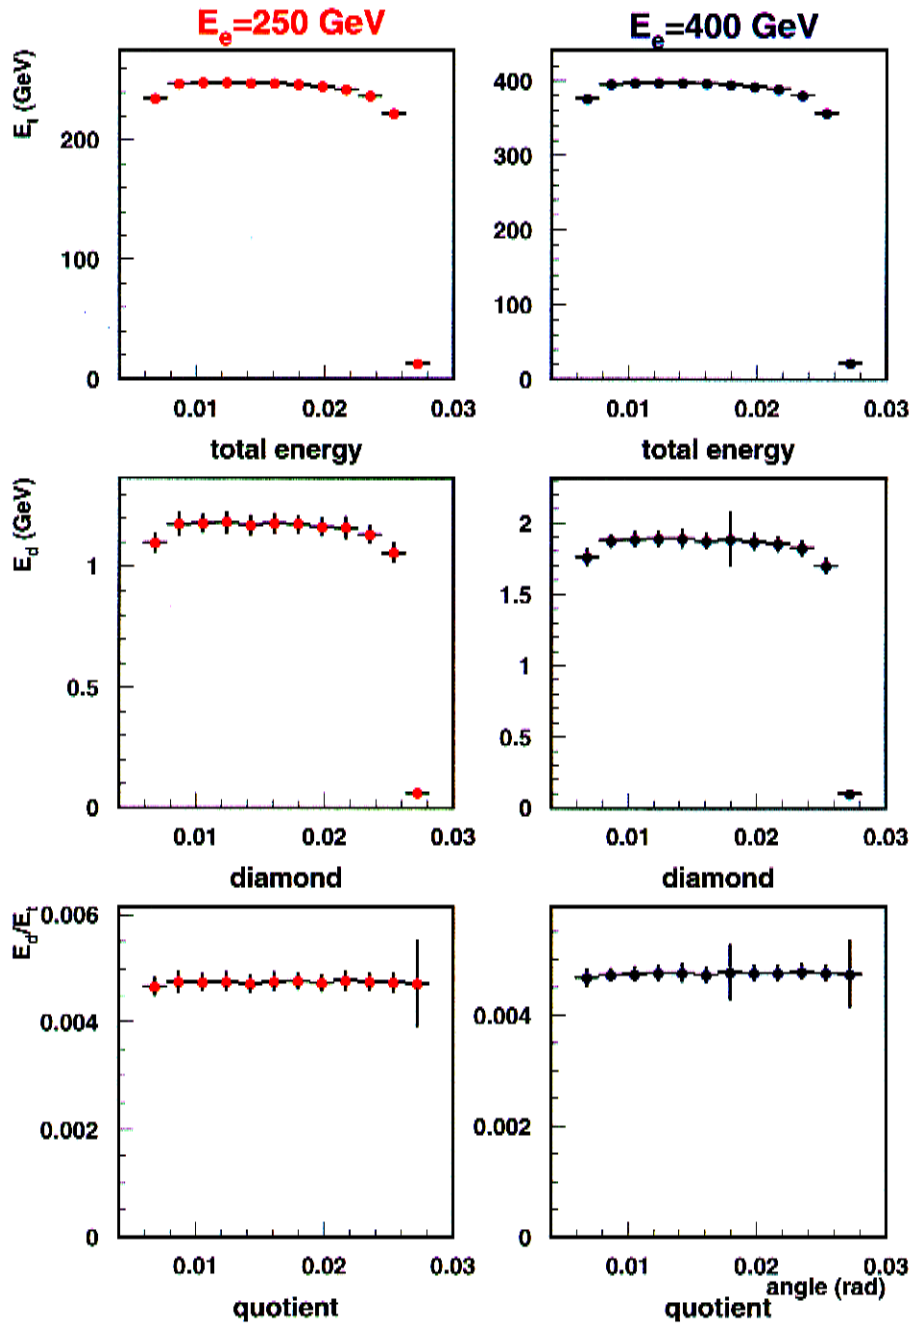 E_e=250 GeV
E_e=400 GeV
E_t (GeV)
200
100
0
0.01 0.02 0.03
total energy
400
300
200
100
0
0.01 0.02 0.03
total energy
E_d (GeV)
1
0.5
0
0.01 0.02 0.03
diamond
2
1.5
1
0.5
0
0.01 0.02 0.03
diamond
E_d/E_t
0.006
0.004
0.002
0
0.01 0.02 0.03
quotient
0.004
0.002
0
0.01 0.02 0.03
angle (rad)
quotient